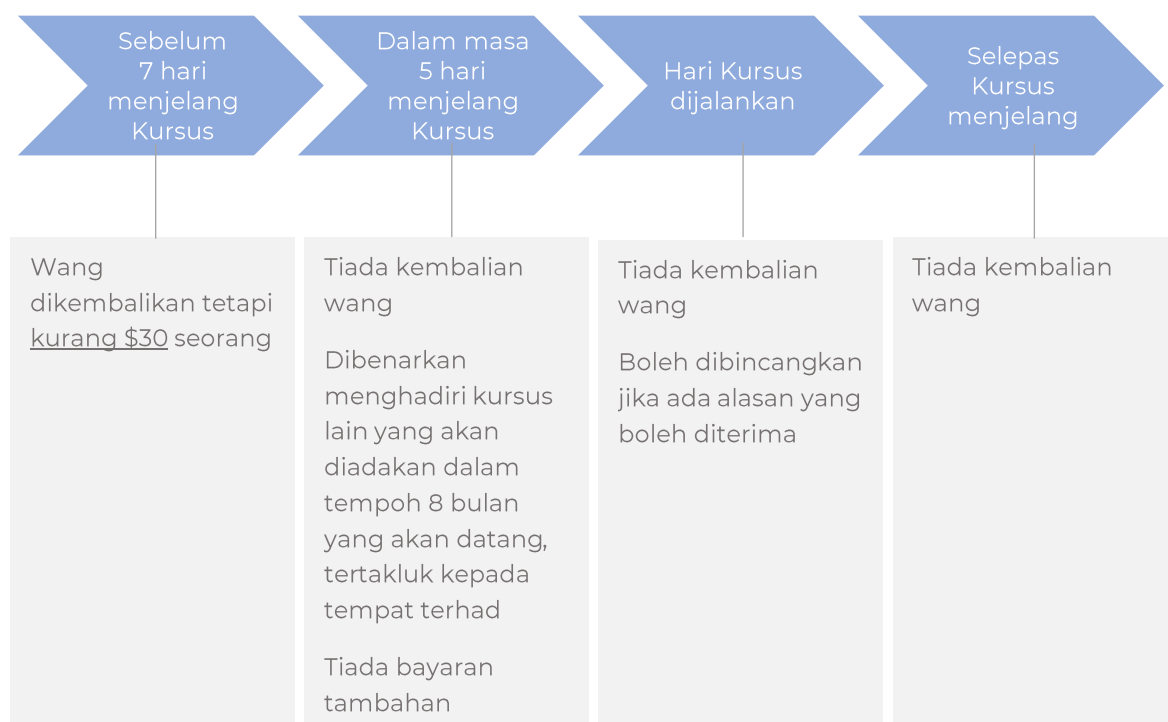 Sebelum
7 hari
menjelang
Kursus
Dalam masa
5 hari
menjelang
Kursus
Hari Kursus
dijalankan
Selepas
Kursus
menjelang
Wang
dikembalikan tetapi
kurang $30 seorang
Tiada kembalian
wang
Dibenarkan
menghadiri kursus
lain yang akan
diadakan dalam
tempoh 8 bulan
yang akan datang,
tertakluk kepada
tempat terhad
Tiada bayaran
tambahan
Tiada kembalian
wang
Boleh dibincangkan
jika ada alasan yang
boleh diterima
Tiada kembalian
wang